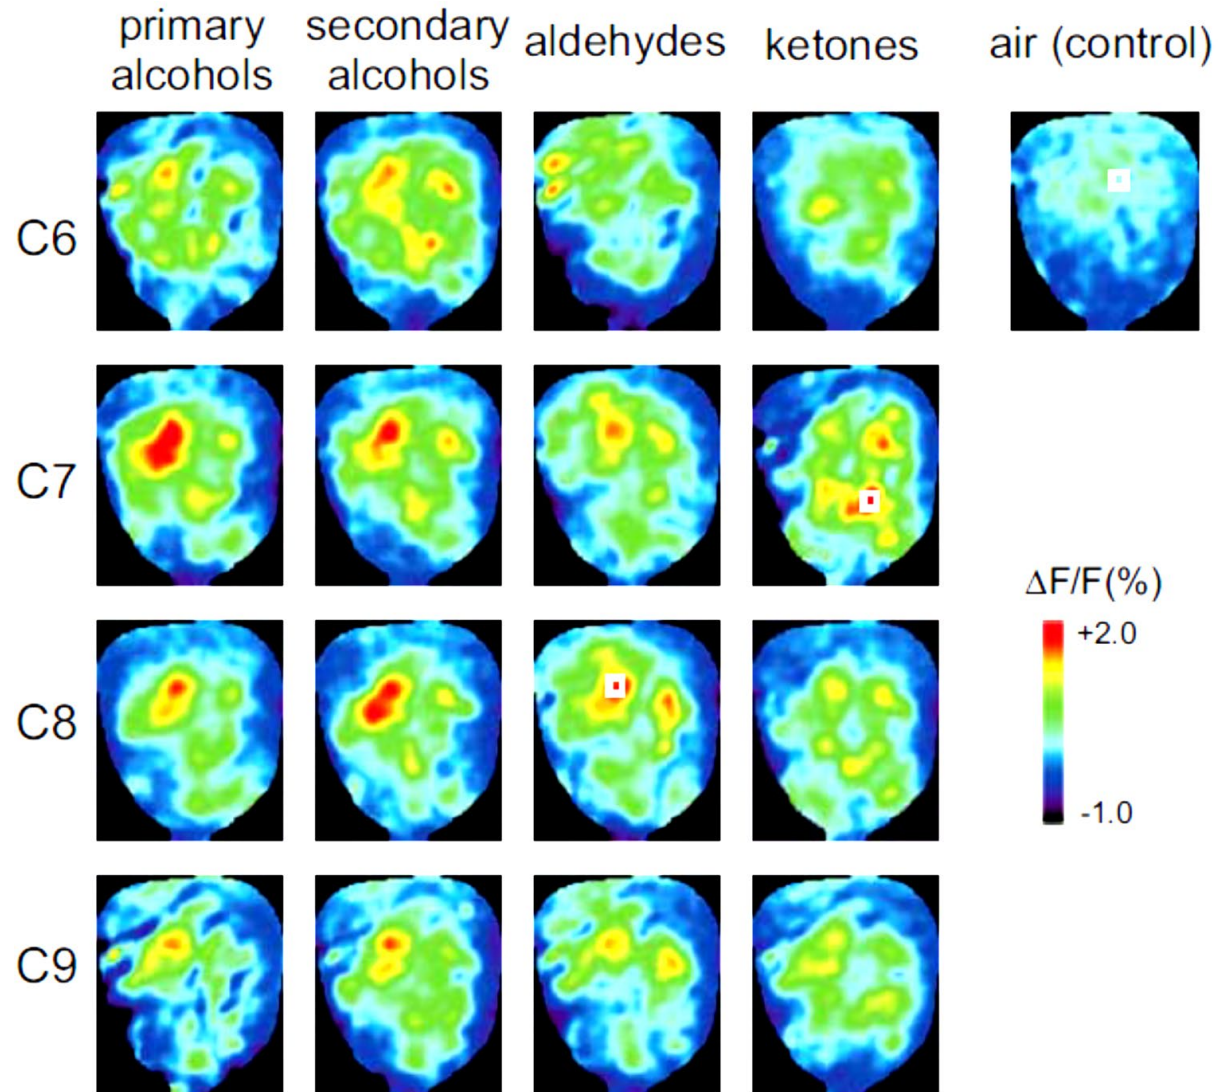 primary alcohols
secondary alcohols
aldehydes
ketones
air (control)
C6
C7
C8
C9
ΔF/F(%)
+2.0
-1.0